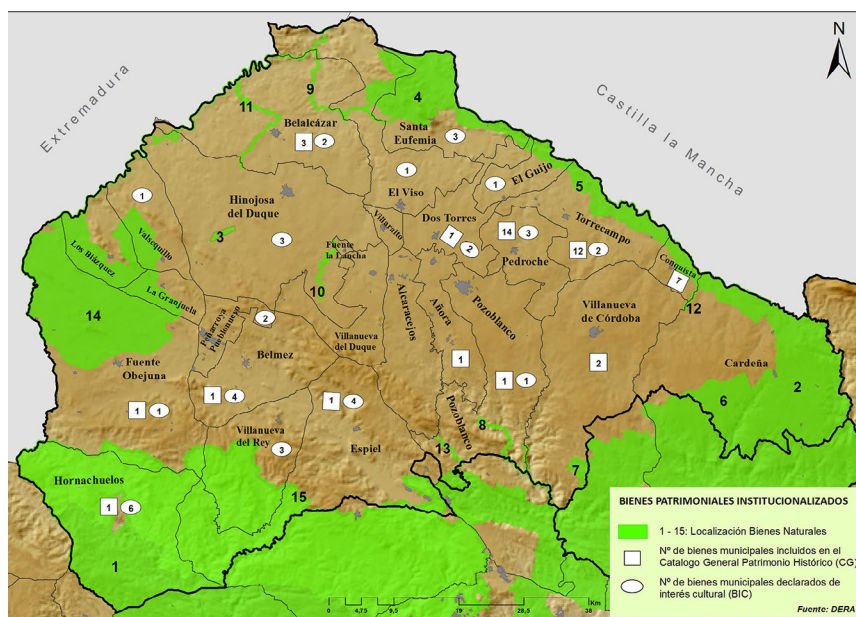 N
Extremadura
Castilla la Mancha
9
4
11
Belalcázar
3
2
Santa
Eufemia
3
1
El Guijo
1
5
1
El Viso
Hinojosa
del Duque
Villaralto
Dos Torres
1
2
14
3
Pedroche
Torrecampo
12
2
3
3
Valsequillo
Los Blázquez
Fuente
la Lancha
Conquista
7
10
La Granjuela
14
Alcaracejos
Añora
Pozoblanco
Villanueva
de Córdoba
12
Peñarroya
Pueblonuevo
2
Villanueva
del Duque
Belmez
Cardeña
Fuente
Obejuna
1
2
1
1
1
4
1
4
1
1
6
2
Villanueva
del Rey
3
Espiel
Pozoblanco
8
13
7
Hornachuelos
1
6
15
1
0
4,75
9,5
19
28,5
38
Km
BIENES PATRIMONIALES INSTITUCIONALIZADOS
1 - 15: Localización Bienes Naturales
Nº de bienes municipales incluidos en el
Catalogo General Patrimonio Histórico (CG)
Nº de bienes municipales declarados de
interés cultural (BIC)
Fuente: DERA